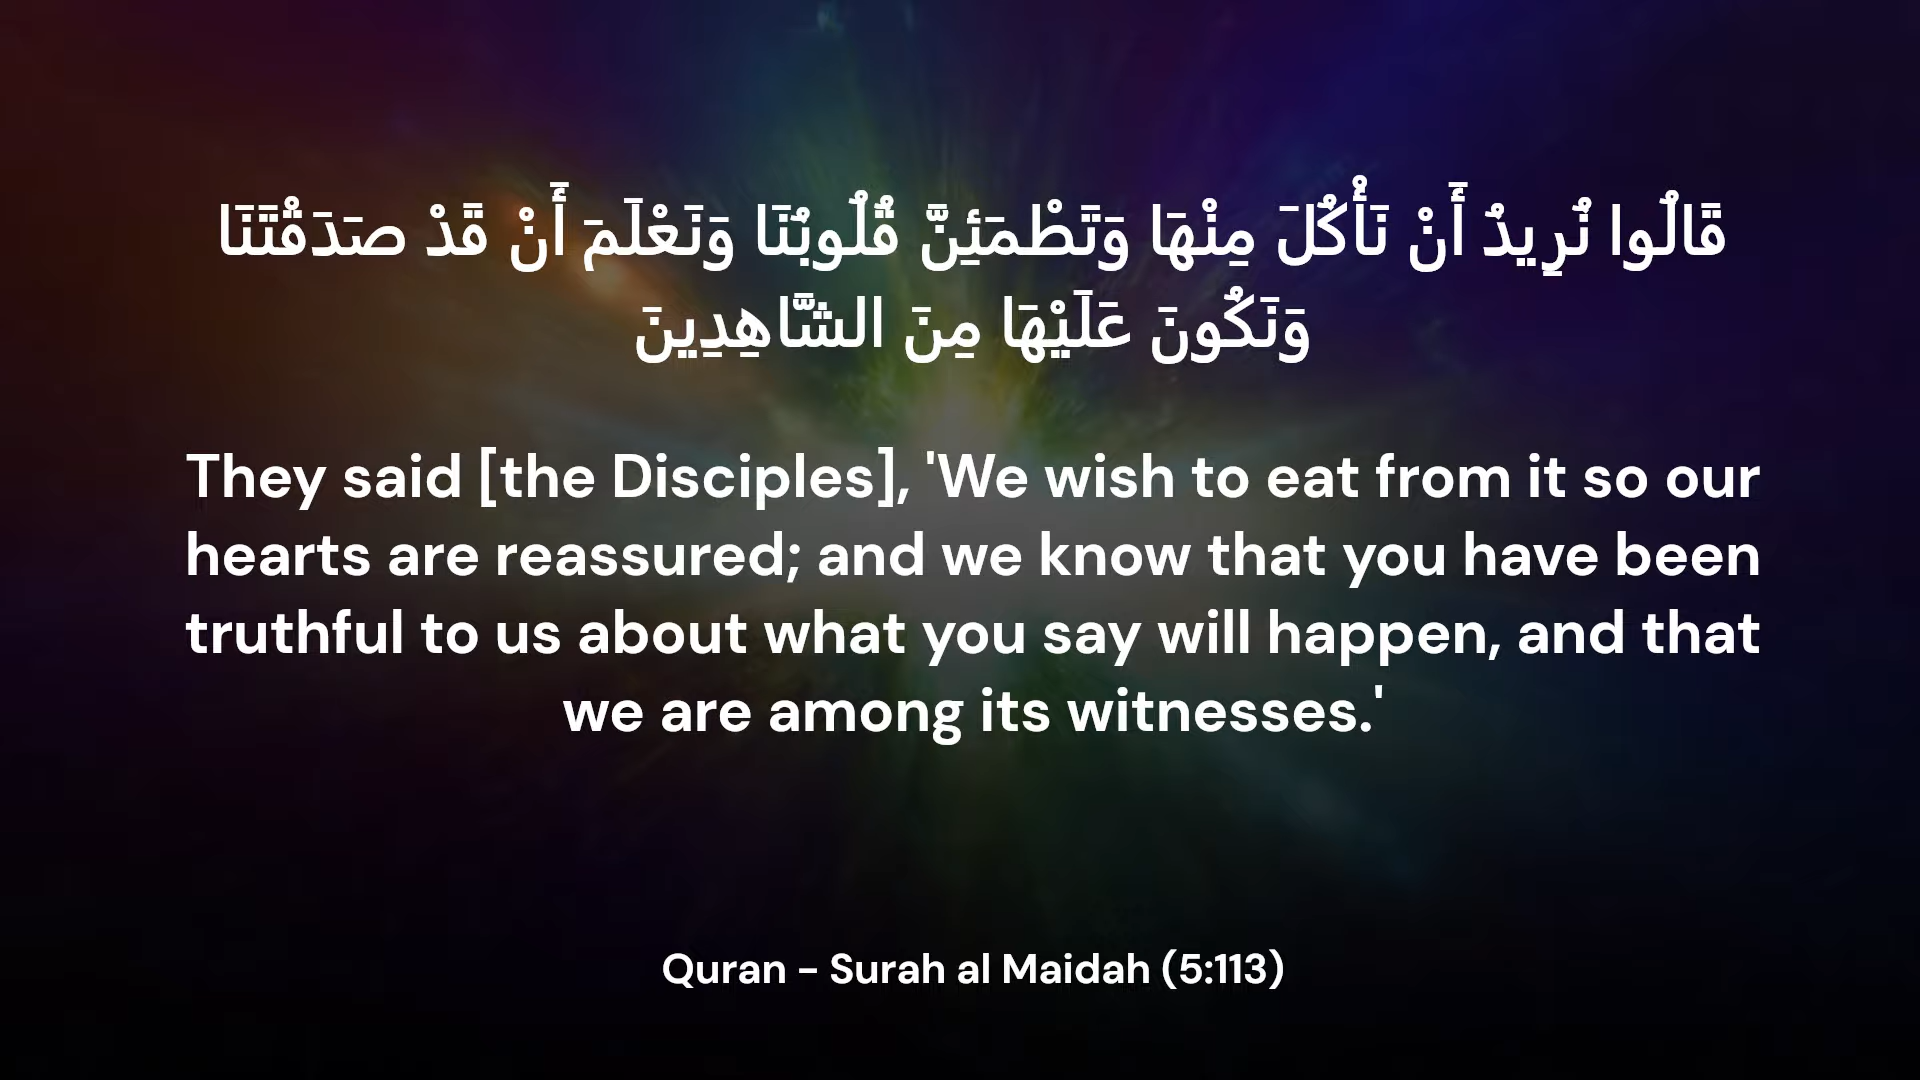 قَالُوا نُرِيدُ أَنْ نَأْكُلَ مِنْهَا وَتَطْمَئِنَّ قُلُوبُنَا وَنَعْلَمَ أَنْ قَدْ صَدَقْتَنَا
وَنَكُونَ عَلَيْهَا مِنَ الشَّاهِدِينَ
They said [the Disciples], 'We wish to eat from it so our
hearts are reassured; and we know that you have been
truthful to us about what you say will happen, and that
we are among its witnesses.'
Quran - Surah al Maidah (5:113)